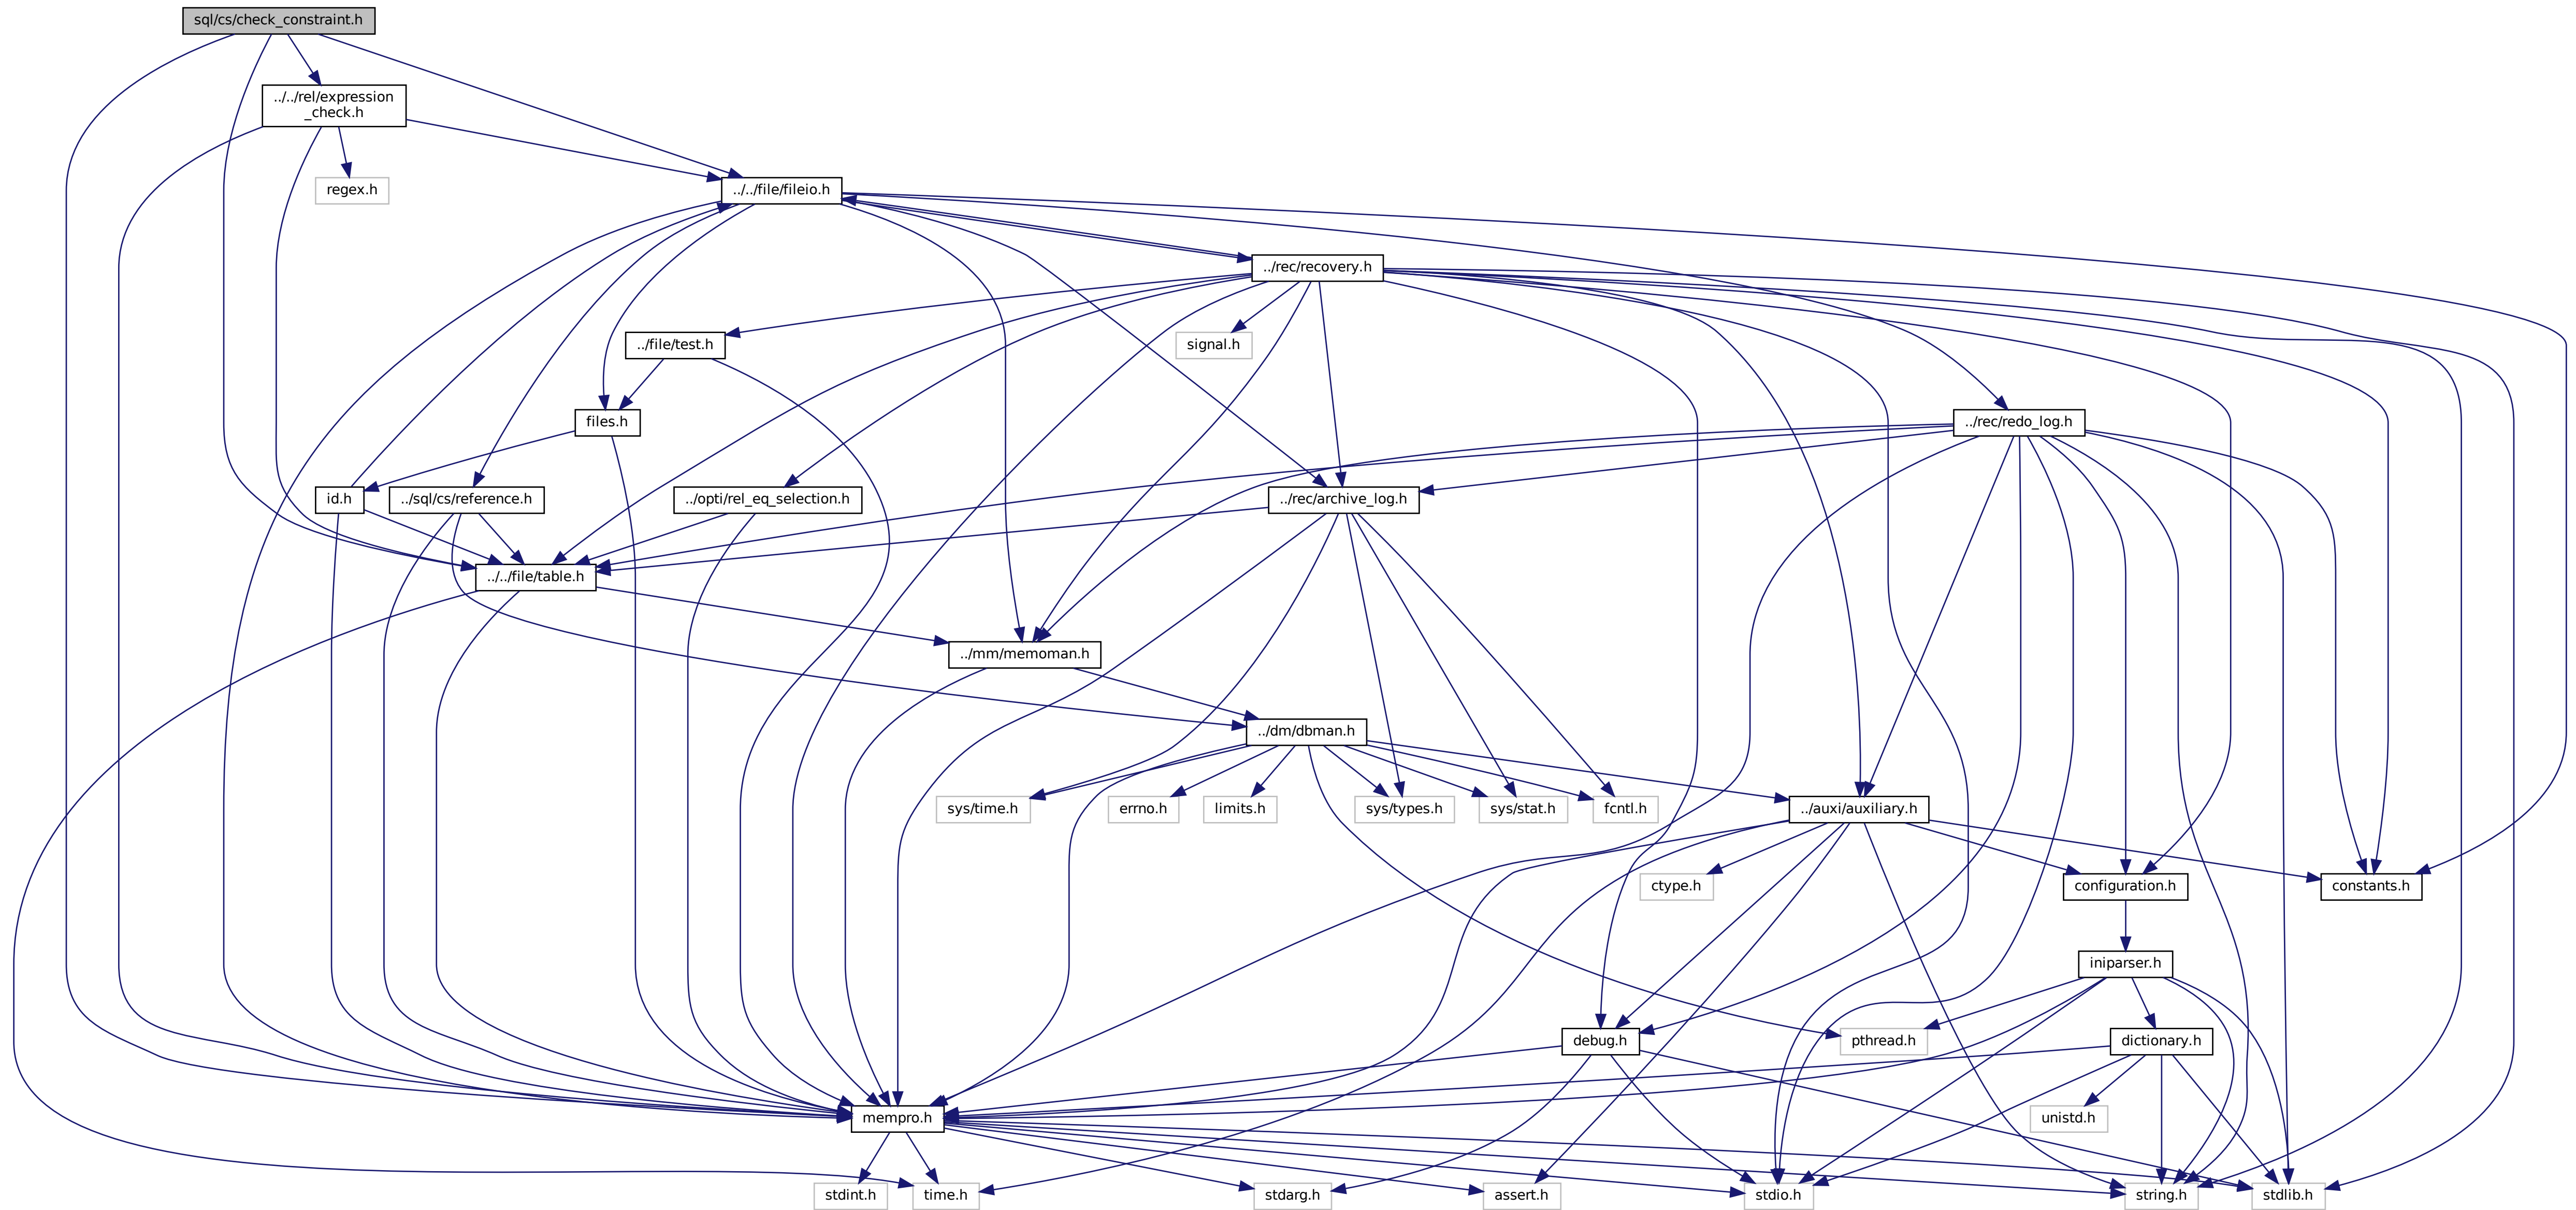 sql/cs/check_constraint.h
../../rel/expression
_check.h
regex.h
../../file/fileio.h
../rec/recovery.h
../file/test.h
signal.h
files.h
../rec/redo_log.h
id.h
../sql/cs/reference.h
../opti/rel_eq_selection.h
../rec/archive_log.h
../../file/table.h
../mm/memoman.h
../dm/dbman.h
sys/time.h
errno.h
limits.h
sys/types.h
sys/stat.h
fcntl.h
../auxi/auxiliary.h
ctype.h
configuration.h
constants.h
iniparser.h
debug.h
pthread.h
dictionary.h
mempro.h
unistd.h
stdint.h
time.h
stdarg.h
assert.h
stdio.h
string.h
stdlib.h